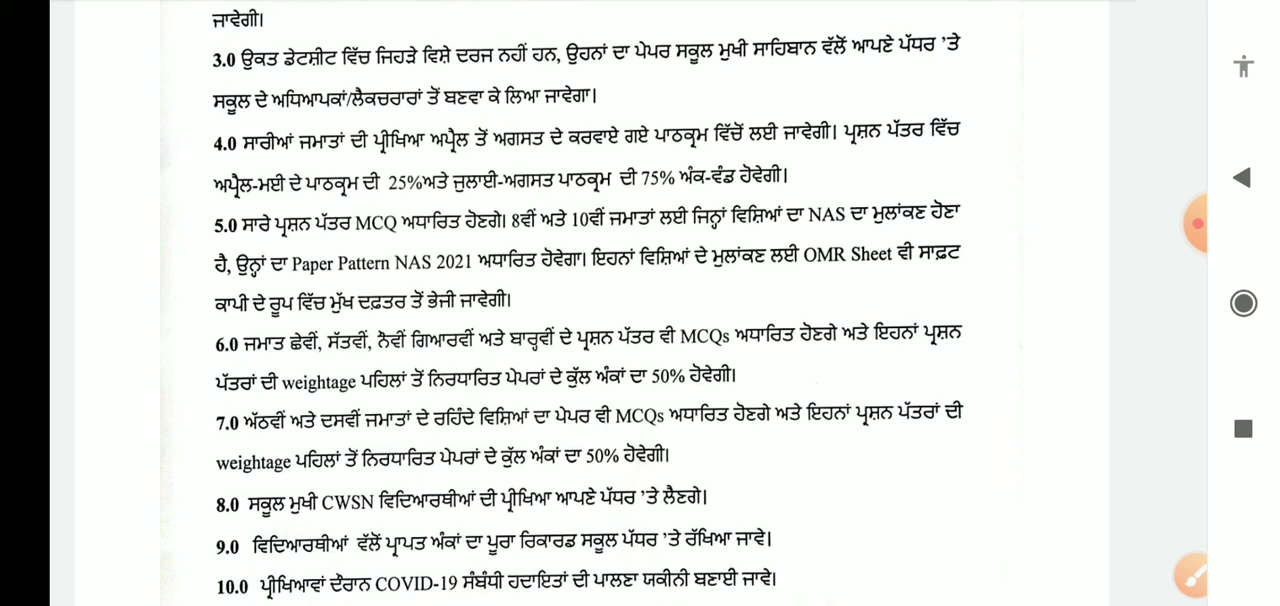 ਜਾਵੇਗੀ।
3.0 ਉਕਤ ਡੇਟਸ਼ੀਟ ਵਿੱਚ ਜਿਹੜੇ ਵਿਸ਼ੇ ਦਰਜ ਨਹੀਂ ਹਨ, ਉਹਨਾਂ ਦਾ ਪੇਪਰ ਸਕੂਲ ਮੁਖੀ ਸਾਹਿਬਾਨ ਵੱਲੋਂ ਆਪਣੇ ਪੱਧਰ 'ਤੇ
ਸਕੂਲ ਦੇ ਅਧਿਆਪਕਾਂ/ਲੈਕਚਰਾਰਾਂ ਤੋਂ ਬਣਵਾ ਕੇ ਲਿਆ ਜਾਵੇਗਾ।
4.0 ਸਾਰੀਆਂ ਜਮਾਤਾਂ ਦੀ ਪ੍ਰੀਖਿਆ ਅਪ੍ਰੈਲ ਤੋਂ ਅਗਸਤ ਦੇ ਕਰਵਾਏ ਗਏ ਪਾਠਕ੍ਰਮ ਵਿੱਚੋਂ ਲਈ ਜਾਵੇਗੀ। ਪ੍ਰਸ਼ਨ ਪੱਤਰ ਵਿੱਚ
ਅਪ੍ਰੈਲ-ਮਈ ਦੇ ਪਾਠਕ੍ਰਮ ਦੀ 25%ਅਤੇ ਜੁਲਾਈ-ਅਗਸਤ ਪਾਠਕ੍ਰਮ ਦੀ 75% ਅੰਕ-ਵੰਡ ਹੋਵੇਗੀ।
5.0 ਸਾਰੇ ਪ੍ਰਸ਼ਨ ਪੱਤਰ MCQ ਅਧਾਰਿਤ ਹੋਣਗੇ। 8ਵੀਂ ਅਤੇ 10ਵੀਂ ਜਮਾਤਾਂ ਲਈ ਜਿਨ੍ਹਾਂ ਵਿਸ਼ਿਆਂ ਦਾ NAS ਦਾ ਮੁਲਾਂਕਣ ਹੋਣਾ
ਹੈ, ਉਨ੍ਹਾਂ ਦਾ Paper Pattern NAS 2021 ਅਧਾਰਿਤ ਹੋਵੇਗਾ। ਇਹਨਾਂ ਵਿਸ਼ਿਆਂ ਦੇ ਮੁਲਾਂਕਣ ਲਈ OMR Sheet ਵੀ ਸਾਫ਼ਟ
ਕਾਪੀ ਦੇ ਰੂਪ ਵਿੱਚ ਮੁੱਖ ਦਫ਼ਤਰ ਤੋਂ ਭੇਜੀ ਜਾਵੇਗੀ।
6.0 ਜਮਾਤ ਛੇਵੀਂ, ਸੱਤਵੀਂ, ਨੌਵੀਂ ਗਿਆਰਵੀਂ ਅਤੇ ਬਾਰ੍ਹਵੀਂ ਦੇ ਪ੍ਰਸ਼ਨ ਪੱਤਰ ਵੀ MCQs ਅਧਾਰਿਤ ਹੋਣਗੇ ਅਤੇ ਇਹਨਾਂ ਪ੍ਰਸ਼ਨ
ਪੱਤਰਾਂ ਦੀ weightage ਪਹਿਲਾਂ ਤੋਂ ਨਿਰਧਾਰਿਤ ਪੇਪਰਾਂ ਦੇ ਕੁੱਲ ਅੰਕਾਂ ਦਾ 50% ਹੋਵੇਗੀ।
7.0 ਅੱਠਵੀਂ ਅਤੇ ਦਸਵੀਂ ਜਮਾਤਾਂ ਦੇ ਰਹਿੰਦੇ ਵਿਸ਼ਿਆਂ ਦਾ ਪੇਪਰ ਵੀ MCQs ਅਧਾਰਿਤ ਹੋਣਗੇ ਅਤੇ ਇਹਨਾਂ ਪ੍ਰਸ਼ਨ ਪੱਤਰਾਂ ਦੀ
weightage ਪਹਿਲਾਂ ਤੋਂ ਨਿਰਧਾਰਿਤ ਪੇਪਰਾਂ ਦੇ ਕੁੱਲ ਅੰਕਾਂ ਦਾ 50% ਹੋਵੇਗੀ।
8.0 ਸਕੂਲ ਮੁਖੀ CWSN ਵਿਦਿਆਰਥੀਆਂ ਦੀ ਪ੍ਰੀਖਿਆ ਆਪਣੇ ਪੱਧਰ 'ਤੇ ਲੈਣਗੇ।
9.0 ਵਿਦਿਆਰਥੀਆਂ ਵੱਲੋਂ ਪ੍ਰਾਪਤ ਅੰਕਾਂ ਦਾ ਪੂਰਾ ਰਿਕਾਰਡ ਸਕੂਲ ਪੱਧਰ 'ਤੇ ਰੱਖਿਆ ਜਾਵੇ।
10.0 ਪ੍ਰੀਖਿਆਵਾਂ ਦੌਰਾਨ COVID-19 ਸੰਬੰਧੀ ਹਦਾਇਤਾਂ ਦੀ ਪਾਲਣਾ ਯਕੀਨੀ ਬਣਾਈ ਜਾਵੇ।